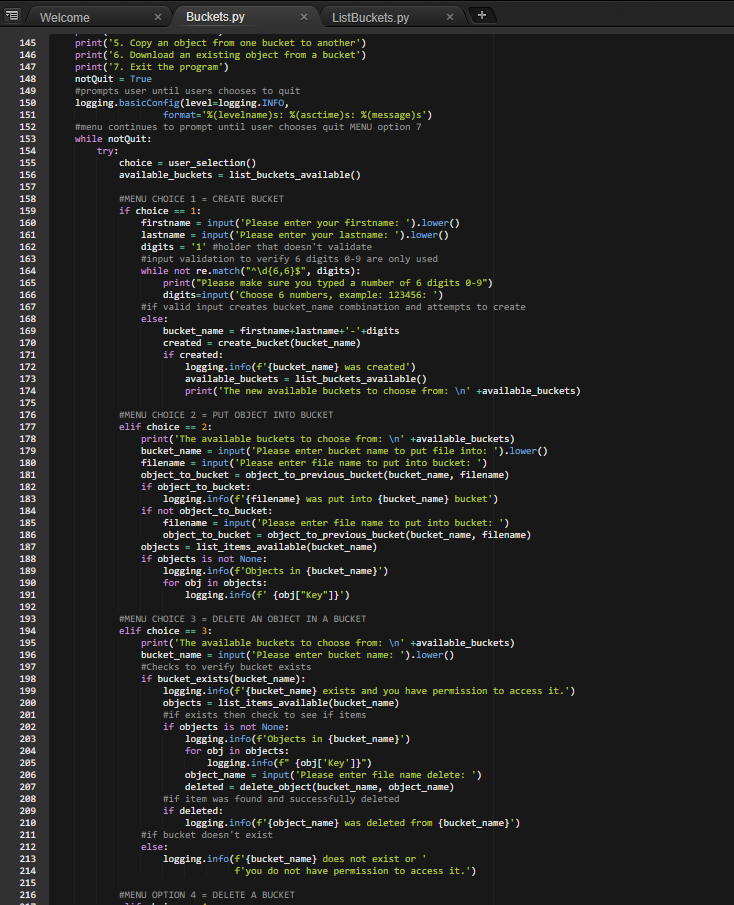 Welcome
Buckets.py
ListBuckets.py
145 print('5. Copy an object from one bucket to another')
146 print('6. Download an existing object from a bucket')
147 print('7. Exit the program')
148 notQuit = True
149 #prompts user until users chooses to quit
150 logging.basicConfig(level=logging.INFO,
151 format='%(levelname)s: %(asctime)s: %(message)s')
152 #menu continues to prompt until user chooses quit MENU option 7
153 while notQuit:
154 try:
155 choice = user_selection()
156 available_buckets = list_buckets_available()
157
158 #MENU CHOICE 1 = CREATE BUCKET
159 if choice == 1:
160 firstname = input('Please enter your firstname: ').lower()
161 lastname = input('Please enter your lastname: ').lower()
162 digits = '1' #holder that doesn't validate
163 #input validation to verify 6 digits 0-9 are only used
164 while not re.match("^\d{6,6}$", digits):
165 print("Please make sure you typed a number of 6 digits 0-9")
166 digits=input('Choose 6 numbers, example: 123456: ')
167 #if valid input creates bucket_name combination and attempts to create
168 else:
169 bucket_name = firstname+lastname+'-'+digits
170 created = create_bucket(bucket_name)
171 if created:
172 logging.info(f'{bucket_name} was created')
173 available_buckets = list_buckets_available()
174 print('The new available buckets to choose from: \n' +available_buckets)
175
176 #MENU CHOICE 2 = PUT OBJECT INTO BUCKET
177 elif choice == 2:
178 print('The available buckets to choose from: \n' +available_buckets)
179 bucket_name = input('Please enter bucket name to put file into: ').lower()
180 filename = input('Please enter file name to put into bucket: ')
181 object_to_bucket = object_to_previous_bucket(bucket_name, filename)
182 if object_to_bucket:
183 logging.info(f'{filename} was put into {bucket_name} bucket')
184 if not object_to_bucket:
185 filename = input('Please enter file name to put into bucket: ')
186 object_to_bucket = object_to_previous_bucket(bucket_name, filename)
187 objects = list_items_available(bucket_name)
188 if objects is not None:
189 logging.info(f'Objects in {bucket_name}')
190 for obj in objects:
191 logging.info(f' {obj["Key"]}')
192
193 #MENU CHOICE 3 = DELETE AN OBJECT IN A BUCKET
194 elif choice == 3:
195 print('The available buckets to choose from: \n' +available_buckets)
196 bucket_name = input('Please enter bucket name: ').lower()
197 #Checks to verify bucket exists
198 if bucket_exists(bucket_name):
199 logging.info(f'{bucket_name} exists and you have permission to access it.')
200 objects = list_items_available(bucket_name)
201 #if exists then check to see if items
202 if objects is not None:
203 logging.info(f'Objects in {bucket_name}')
204 for obj in objects:
205 logging.info(f" {obj['Key']}")
206 object_name = input('Please enter file name delete: ')
207 deleted = delete_object(bucket_name, object_name)
208 #if item was found and successfully deleted
209 if deleted:
210 logging.info(f'{object_name} was deleted from {bucket_name}')
211 #if bucket doesn't exist
212 else:
213 logging.info(f'{bucket_name} does not exist or '
214 f'you do not have permission to access it.')
215
216 #MENU OPTION 4 = DELETE A BUCKET